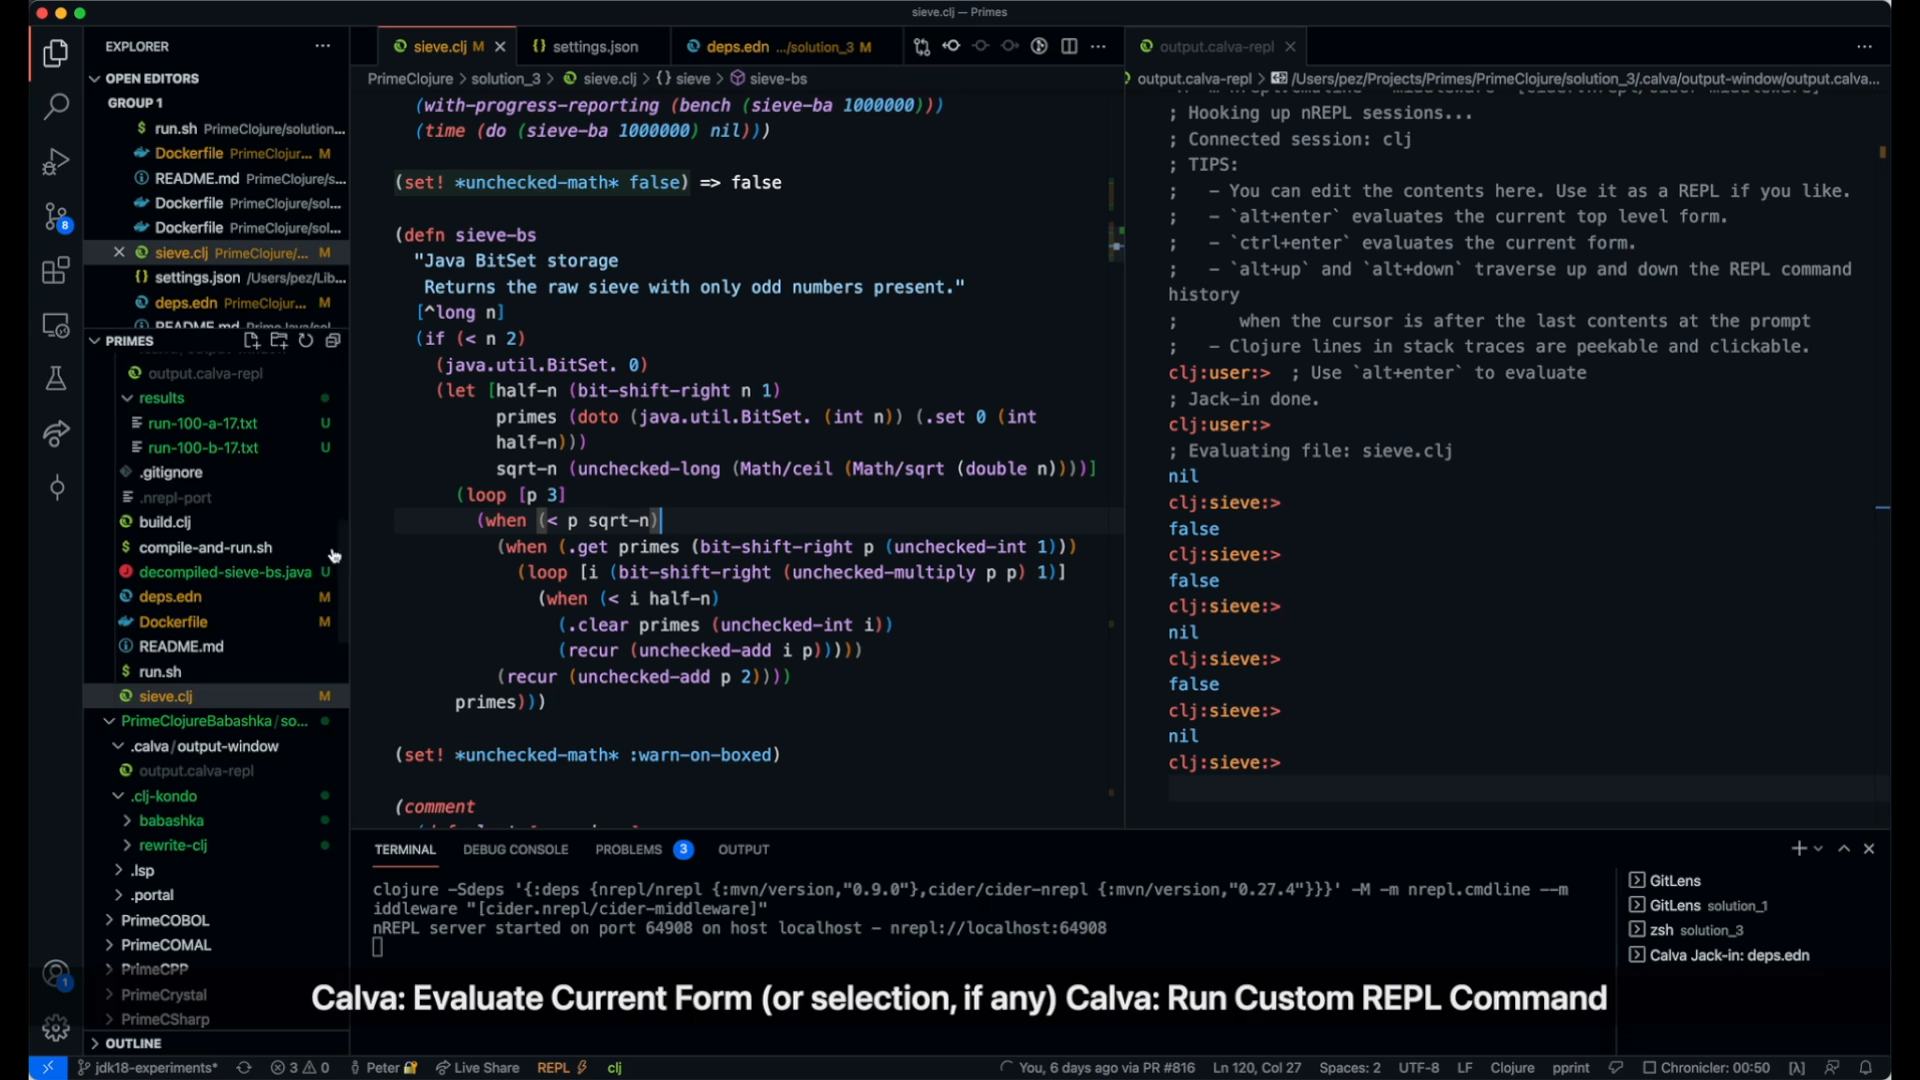 sieve.clj — Primes
EXPLORER
OPEN EDITORS
GROUP 1
$ run.sh PrimeClojure/solution...
Dockerfile PrimeClojur... M
README.md PrimeClojure/s...
Dockerfile PrimeClojure/sol...
Dockerfile PrimeClojure/sol...
sieve.clj PrimeClojure/... M
{} settings.json /Users/pez/Lib...
deps.edn PrimeClojur... M
README.md PrimeJava/sol
PRIMES
output.calva-repl
results
run-100-a-17.txt U
run-100-b-17.txt U
.gitignore
.nrepl-port
build.clj
$ compile-and-run.sh
decompiled-sieve-bs.java U
deps.edn M
Dockerfile M
README.md
$ run.sh
sieve.clj M
PrimeClojureBabashka/so...
.calva/output-window
output.calva-repl
.clj-kondo
babashka
rewrite-clj
.lsp
.portal
PrimeCOBOL
PrimeCOMAL
PrimeCPP
PrimeCrystal
PrimeCSharp
OUTLINE
8
1
sieve.clj M
{} settings.json
deps.edn .../solution_3 M
PrimeClojure > solution_3 > sieve.clj > {} sieve > sieve-bs
(with-progress-reporting (bench (sieve-ba 1000000)))
(time (do (sieve-ba 1000000) nil)))
(set! *unchecked-math* false) => false
(defn sieve-bs
"Java BitSet storage
Returns the raw sieve with only odd numbers present."
[^long n]
(if (< n 2)
(java.util.BitSet. 0)
(let [half-n (bit-shift-right n 1)
primes (doto (java.util.BitSet. (int n)) (.set 0 (int
half-n)))
sqrt-n (unchecked-long (Math/ceil (Math/sqrt (double n))))]
(loop [p 3]
(when (< p sqrt-n)
(when (.get primes (bit-shift-right p (unchecked-int 1)))
(loop [i (bit-shift-right (unchecked-multiply p p) 1)]
(when (< i half-n)
(.clear primes (unchecked-int i))
(recur (unchecked-add i p)))))
(recur (unchecked-add p 2))))
primes)))
(set! *unchecked-math* :warn-on-boxed)
(comment
output.calva-repl
output.calva-repl > /Users/pez/Projects/Primes/PrimeClojure/solution_3/.calva/output-window/output.calva...
; Hooking up nREPL sessions...
; Connected session: clj
; TIPS:
; - You can edit the contents here. Use it as a REPL if you like.
; - `alt+enter` evaluates the current top level form.
; - `ctrl+enter` evaluates the current form.
; - `alt+up` and `alt+down` traverse up and down the REPL command
history
; when the cursor is after the last contents at the prompt
; - Clojure lines in stack traces are peekable and clickable.
clj:user:> ; Use `alt+enter` to evaluate
; Jack-in done.
clj:user:>
; Evaluating file: sieve.clj
nil
clj:sieve:>
false
clj:sieve:>
false
clj:sieve:>
nil
clj:sieve:>
false
clj:sieve:>
nil
clj:sieve:>
TERMINAL DEBUG CONSOLE PROBLEMS 3 OUTPUT
clojure -Sdeps '{:deps {nrepl/nrepl {:mvn/version,"0.9.0"},cider/cider-nrepl {:mvn/version,"0.27.4"}}}' -M -m nrepl.cmdline --m
iddleware "[cider.nrepl/cider-middleware]"
nREPL server started on port 64908 on host localhost - nrepl://localhost:64908
GitLens
GitLens solution_1
zsh solution_3
Calva Jack-in: deps.edn
Calva: Evaluate Current Form (or selection, if any) Calva: Run Custom REPL Command
jdk18-experiments* 3 0 Peter Live Share REPL clj You, 6 days ago via PR #816 Ln 120, Col 27 Spaces: 2 UTF-8 LF Clojure pprint Chronicler: 00:50 [λ]